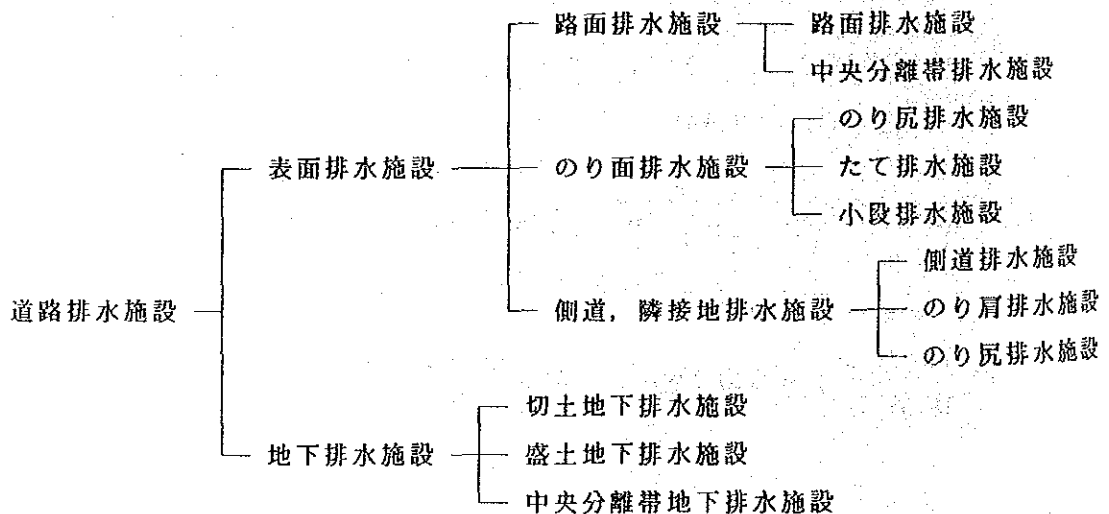 路面排水施設 路面排水施設
中央分離帯排水施設
のり尻排水施設
表面排水施設 のり面排水施設 たて排水施設
小段排水施設
側道排水施設
道路排水施設 側道，隣接地排水施設 のり肩排水施設
のり尻排水施設
切土地下排水施設
地下排水施設 盛土地下排水施設
中央分離帯地下排水施設